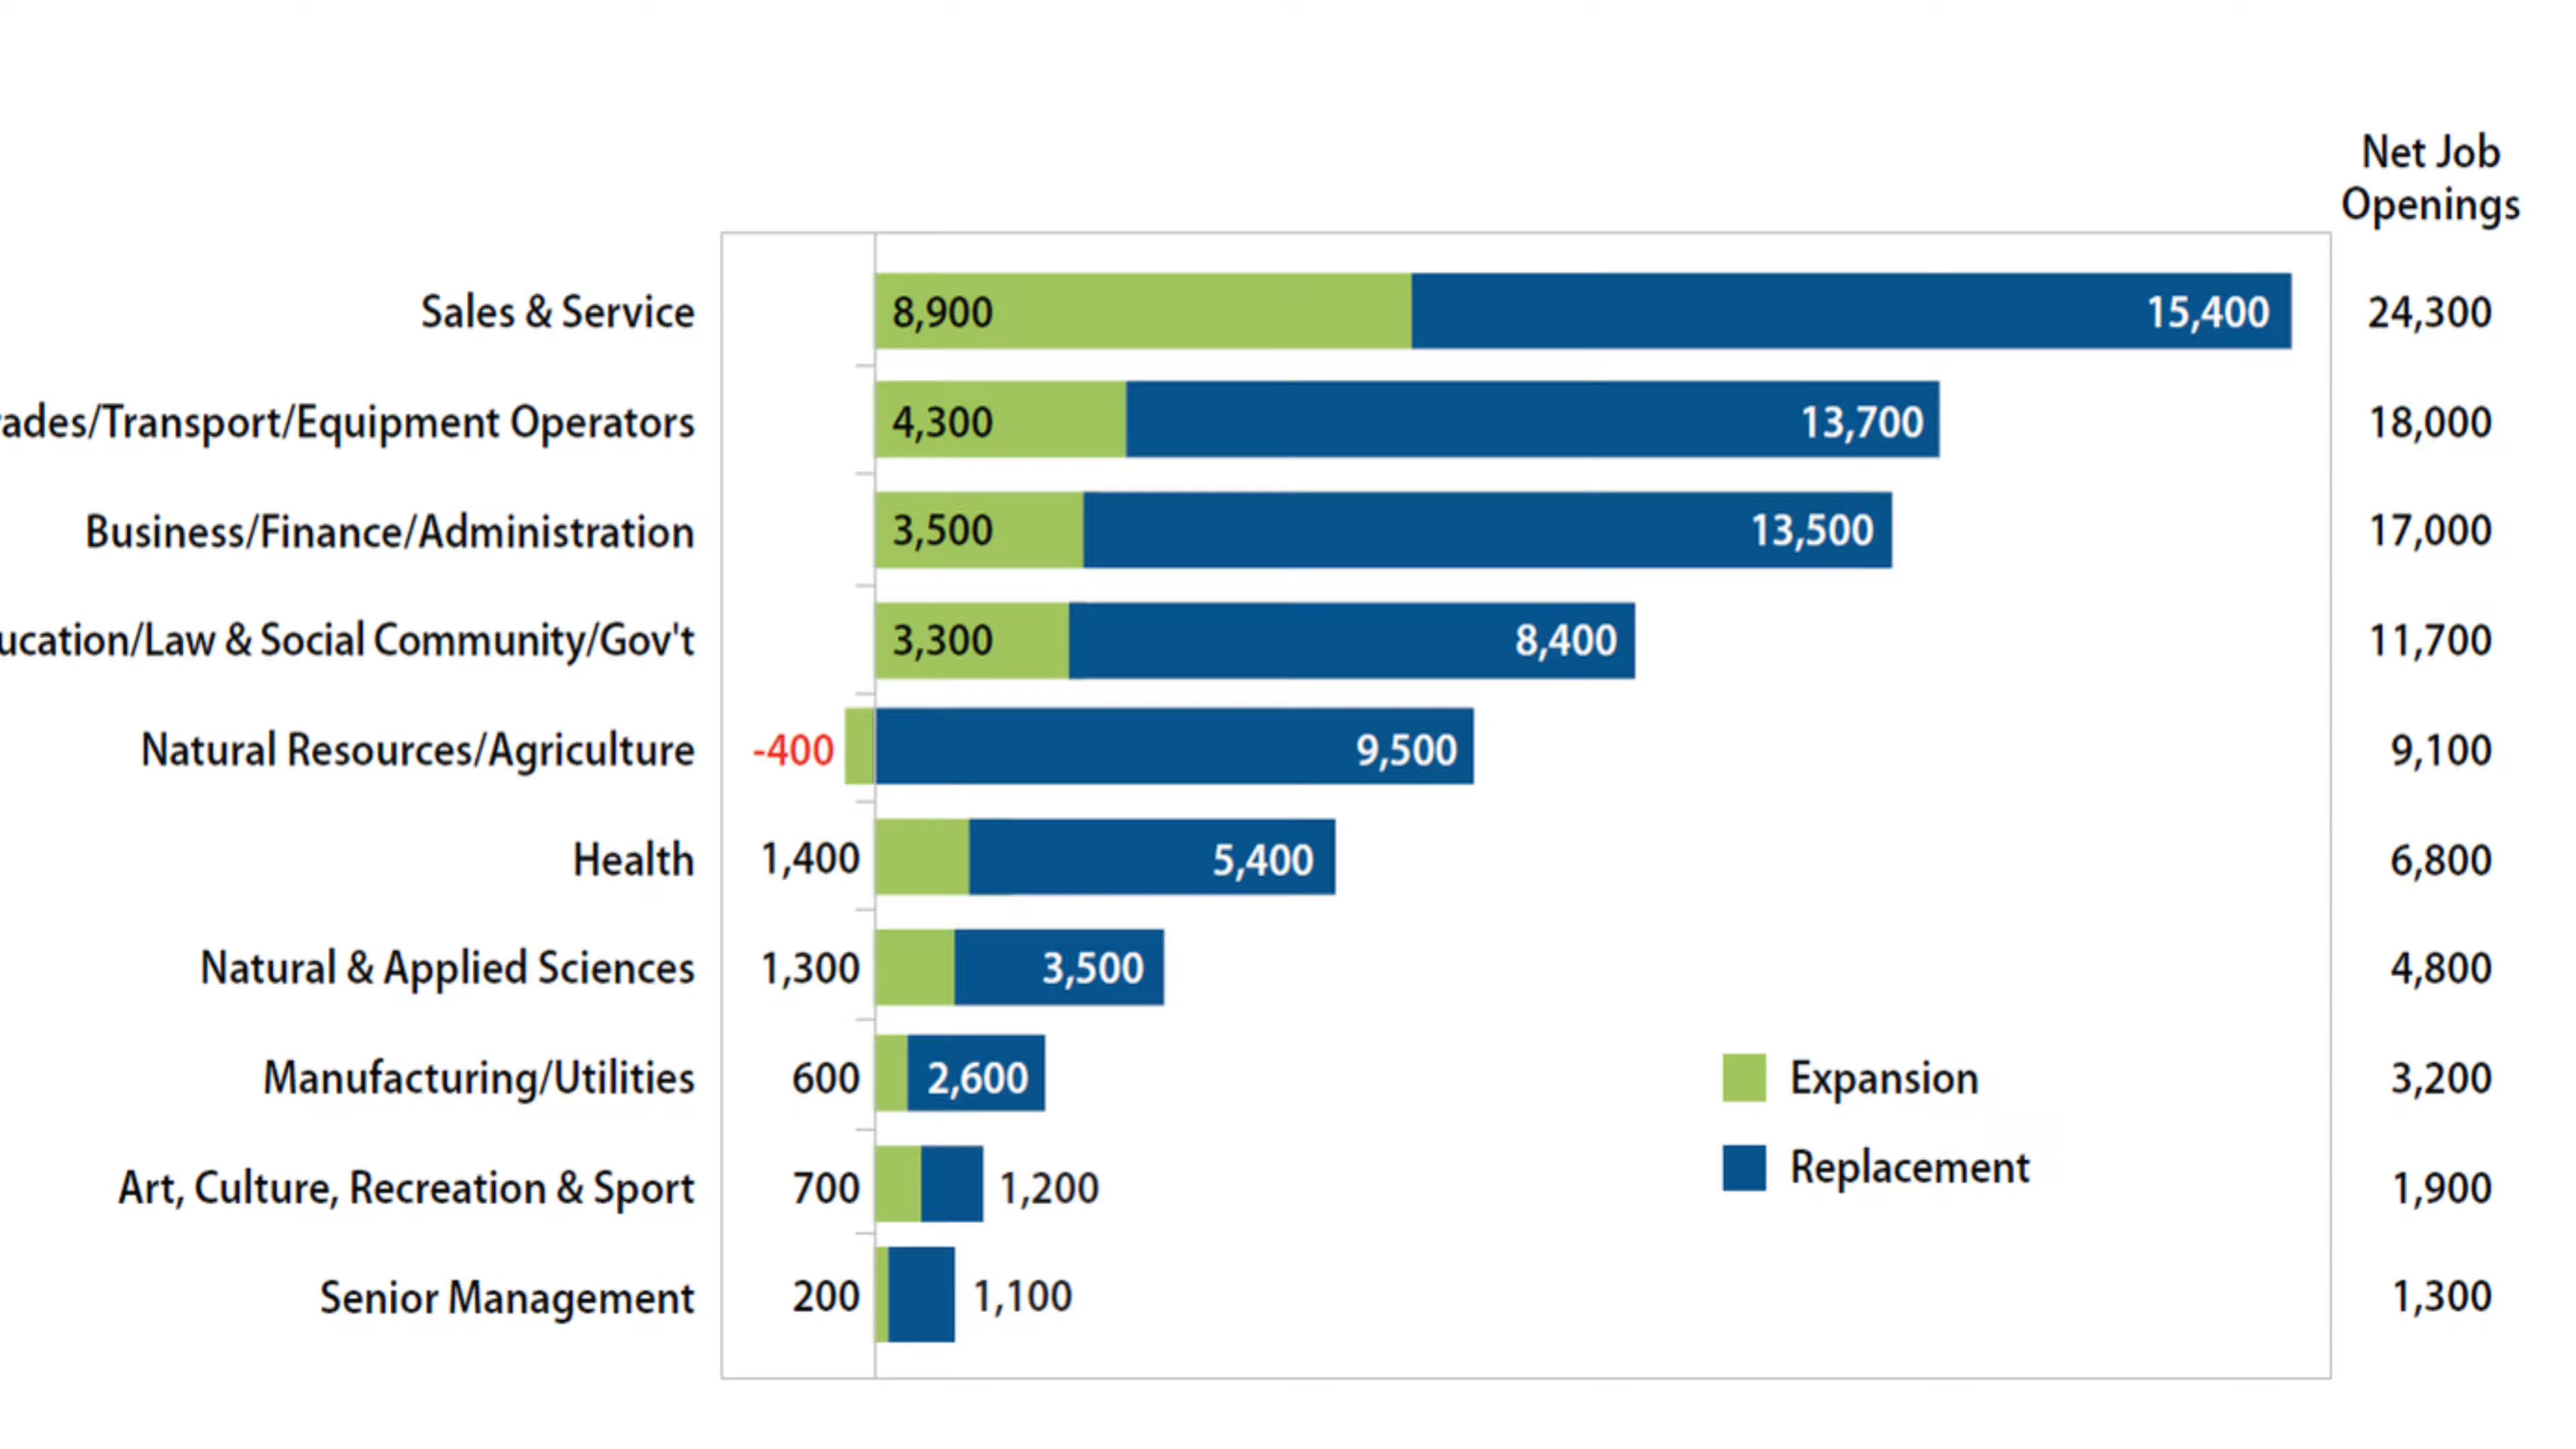 Net Job
Openings
Sales & Service 8,900 15,400 24,300
ades/Transport/Equipment Operators 4,300 13,700 18,000
Business/Finance/Administration 3,500 13,500 17,000
ucation/Law & Social Community/Gov't 3,300 8,400 11,700
Natural Resources/Agriculture -400 9,500 9,100
Health 1,400 5,400 6,800
Natural & Applied Sciences 1,300 3,500 4,800
Manufacturing/Utilities 600 2,600 Expansion 3,200
Replacement
Art, Culture, Recreation & Sport 700 1,200 1,900
Senior Management 200 1,100 1,300